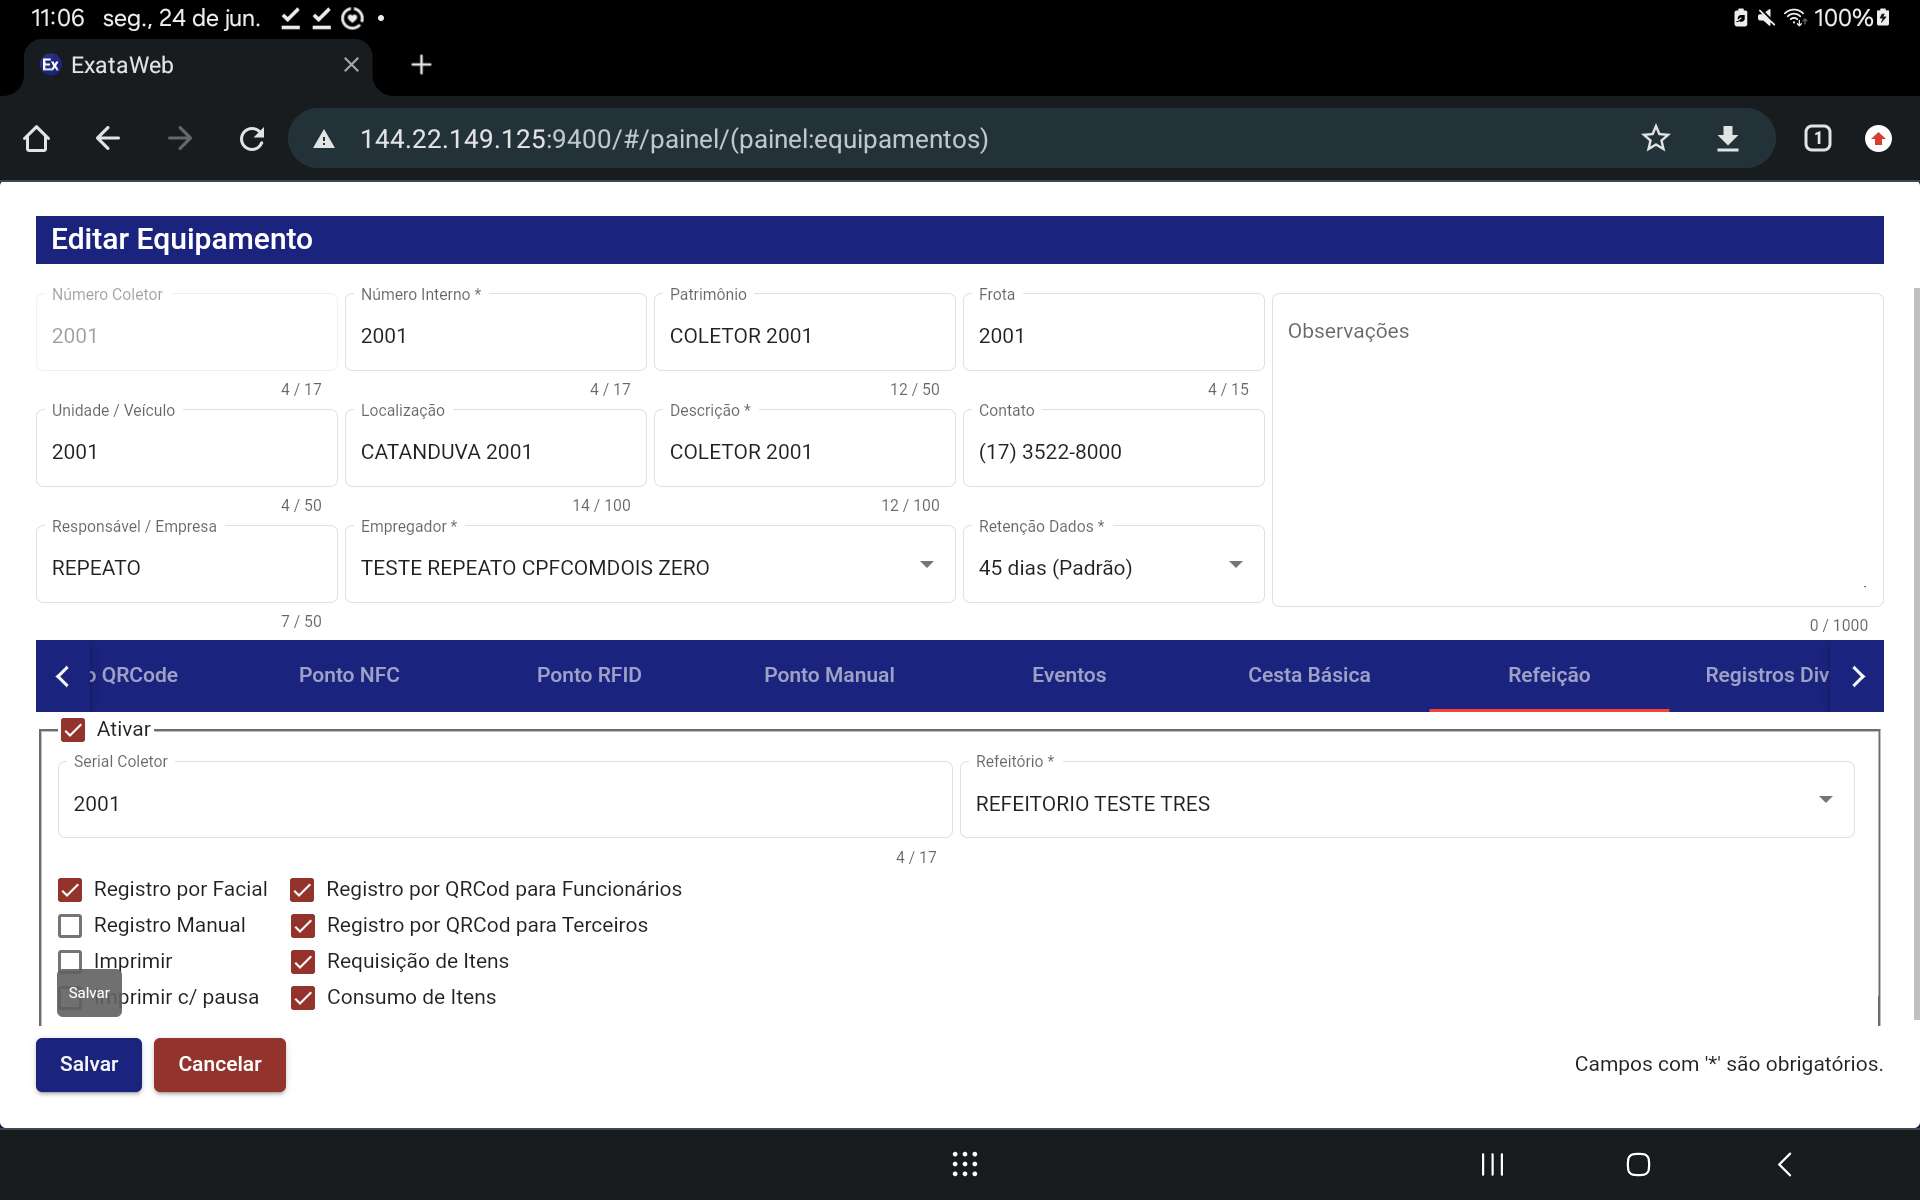 11:06 seg., 24 de jun.
100%
Ex ExataWeb
144.22.149.125:9400/#/painel/(painel:equipamentos)
1
Editar Equipamento
Número Coletor
2001
4 / 17
Número Interno *
2001
4 / 17
Patrimônio
COLETOR 2001
12 / 50
Frota
2001
4 / 15
Observações
0 / 1000
Unidade / Veículo
2001
4 / 50
Localização
CATANDUVA 2001
14 / 100
Descrição *
COLETOR 2001
12 / 100
Contato
(17) 3522-8000
Responsável / Empresa
REPEATO
7 / 50
Empregador *
TESTE REPEATO CPFCOMDOIS ZERO
Retenção Dados *
45 dias (Padrão)
o QRCode
Ponto NFC
Ponto RFID
Ponto Manual
Eventos
Cesta Básica
Refeição
Registros Div
Ativar
Serial Coletor
2001
4 / 17
Refeitório *
REFEITORIO TESTE TRES
Registro por Facial
Registro por QRCod para Funcionários
Registro Manual
Registro por QRCod para Terceiros
Imprimir
Requisição de Itens
Salvar
primir c/ pausa
Consumo de Itens
Salvar
Cancelar
Campos com '*' são obrigatórios.